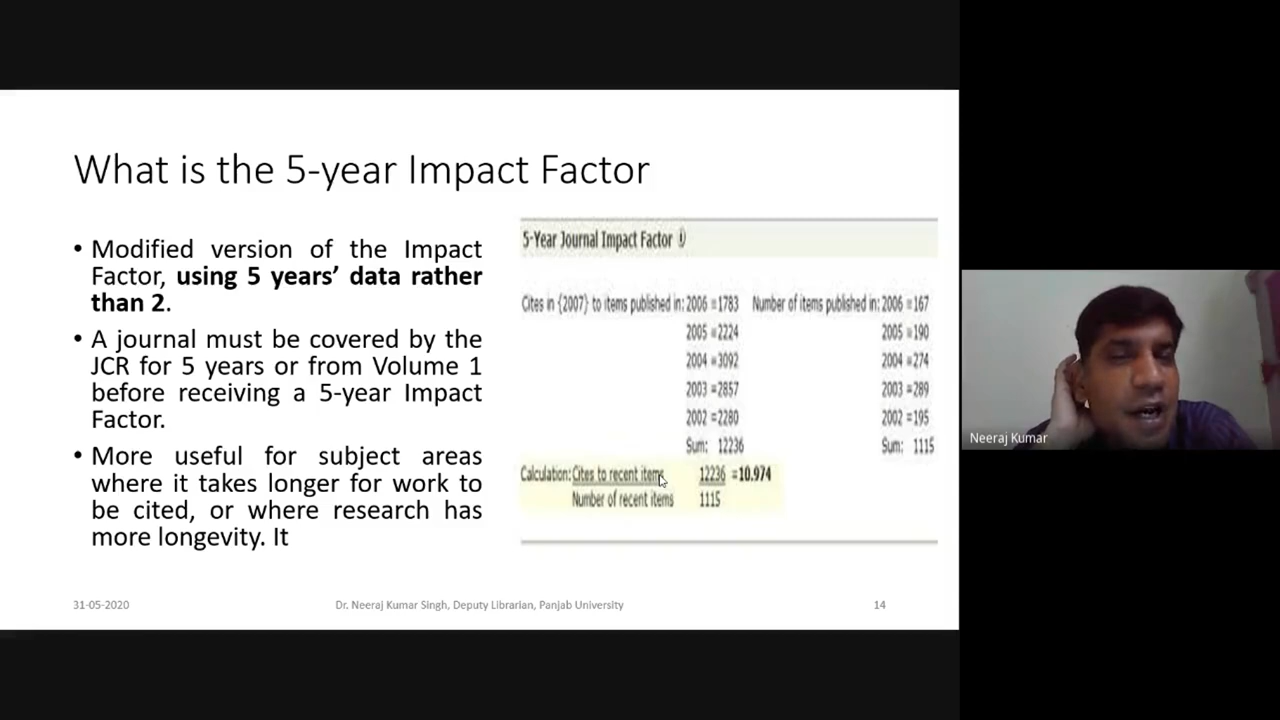 What is the 5-year Impact Factor
• Modified version of the Impact
Factor, using 5 years’ data rather
than 2.
• A journal must be covered by the
JCR for 5 years or from Volume 1
before receiving a 5-year Impact
Factor.
• More useful for subject areas
where it takes longer for work to
be cited, or where research has
more longevity. It
5-Year Journal Impact Factor
Cites in {2007} to items published in: 2006 =1783 Number of items published in: 2006 =167
2005 =2224 2005 =190
2004 =3092 2004 =274
2003 =2857 2003 =289
2002 =2280 2002 =195
Sum: 12236 Sum: 1115
Calculation: Cites to recent items 12236 =10.974
Number of recent items 1115
31-05-2020 Dr. Neeraj Kumar Singh, Deputy Librarian, Panjab University 14
Neeraj Kumar